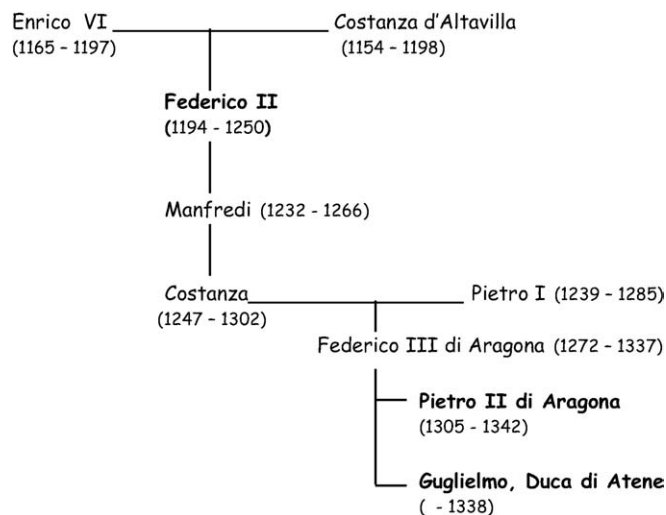 Enrico VI
(1165 - 1197)
Costanza d'Altavilla
(1154 - 1198)
Federico II
(1194 - 1250)
Manfredi (1232 - 1266)
Costanza
(1247 - 1302)
Pietro I (1239 - 1285)
Federico III di Aragona (1272 - 1337)
Pietro II di Aragona
(1305 - 1342)
Guglielmo, Duca di Atene
(  - 1338)